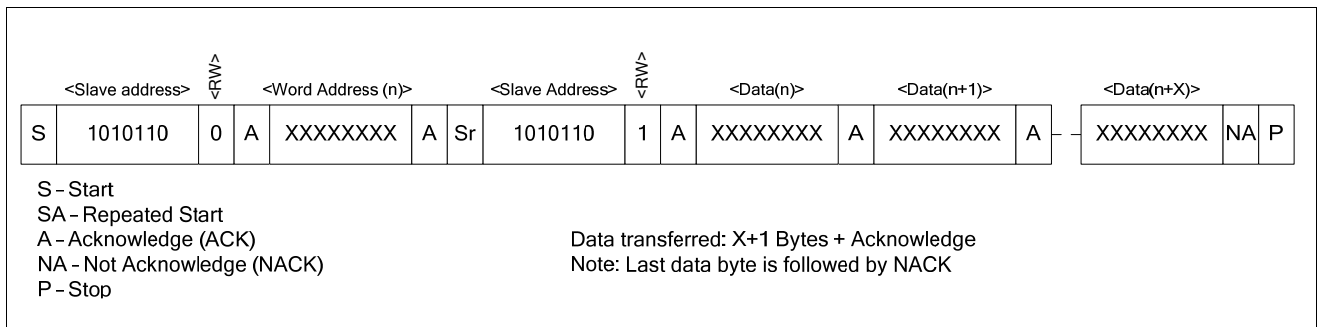 <Slave address> <RW> <Word Address (n)> <Slave Address> <RW> <Data(n)> <Data(n+1)> <Data(n+X)>
S 1010110 0 A XXXXXXXX A Sr 1010110 1 A XXXXXXXX A XXXXXXXX A XXXXXXXX NA P
S – Start
SA – Repeated Start
A – Acknowledge (ACK)
NA – Not Acknowledge (NACK)
P – Stop
Data transferred: X+1 Bytes + Acknowledge
Note: Last data byte is followed by NACK